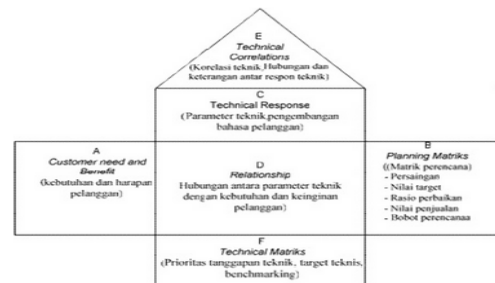 E
Technical
Correlations
(Korelasi teknik,Hubungan dan
keterangan antar respon teknik)
C
Technical Response
(Parameter teknik,pengembangan
bahasa pelanggan)
A
Customer need and
Benefit
(kebutuhan dan harapan
pelanggan)
D
Relationship
Hubungan antara parameter teknik
dengan kebutuhan dan keinginan
pelanggan)
B
Planning Matriks
((Matrik perencana)
- Persaingan
- Nilai target
- Rasio perbaikan
- Nilai penjualan
- Bobot perencanaa
F
Technical Matriks
(Prioritas tanggapan teknik, target teknis,
benchmarking)